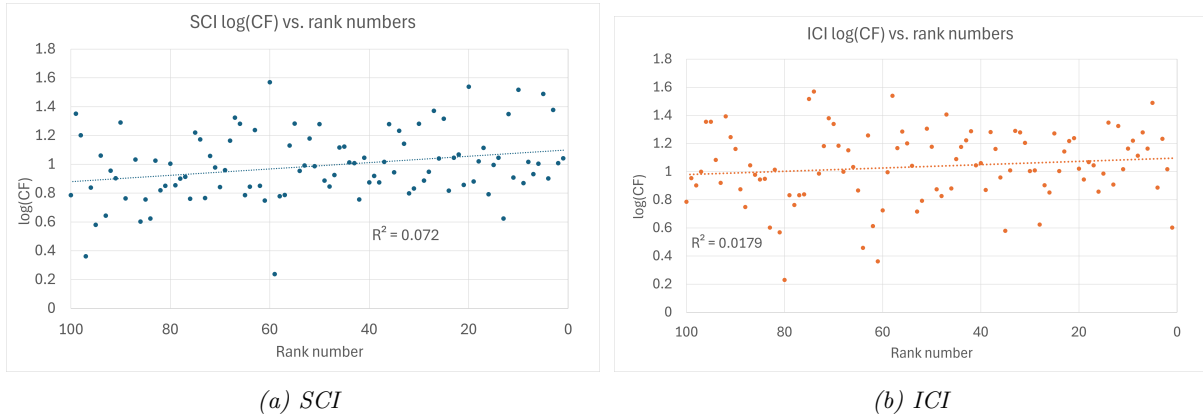 SCI log(CF) vs. rank numbers
1.8
1.6
1.4
1.2
1
0.8
0.6
0.4
0.2
0
log(CF)
R² = 0.072
100 80 60 40 20 0
Rank number
(a) SCI
ICI log(CF) vs. rank numbers
1.8
1.6
1.4
1.2
1
0.8
0.6
0.4
0.2
0
log(CF)
R² = 0.0179
100 80 60 40 20 0
Rank number
(b) ICI